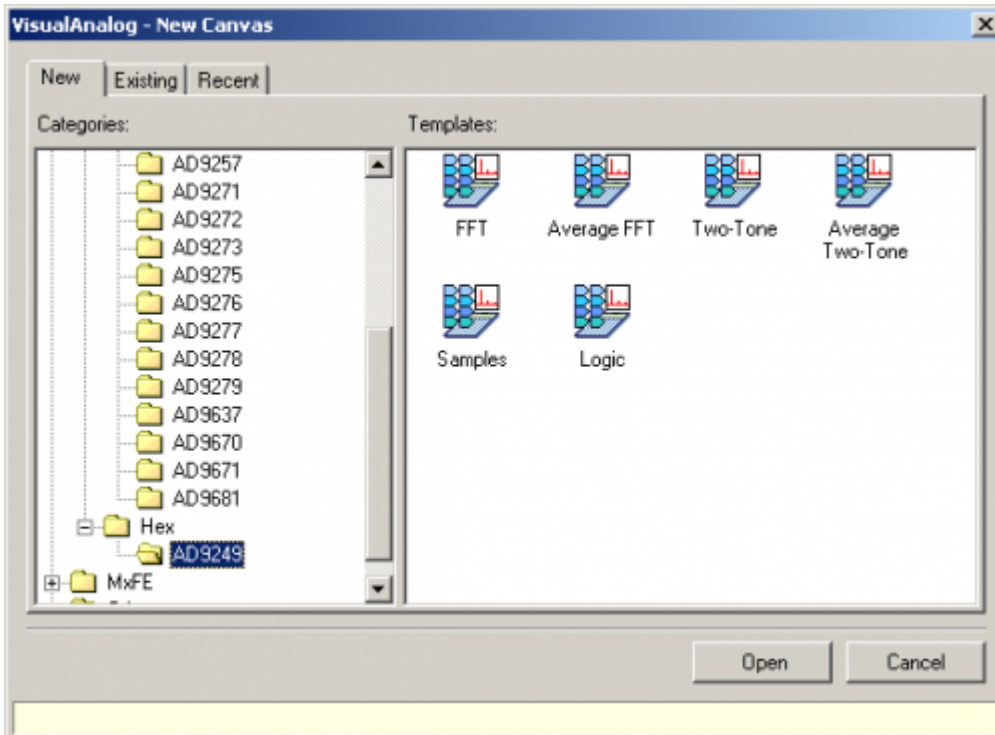 VisualAnalog - New Canvas
New
Existing
Recent
Categories:
Templates:
AD9257
AD9271
AD9272
AD9273
AD9275
AD9276
AD9277
AD9278
AD9279
AD9637
AD9670
AD9671
AD9681
Hex
AD9249
MxFE
FFT
Average FFT
Two-Tone
Average
Two-Tone
Samples
Logic
Open
Cancel